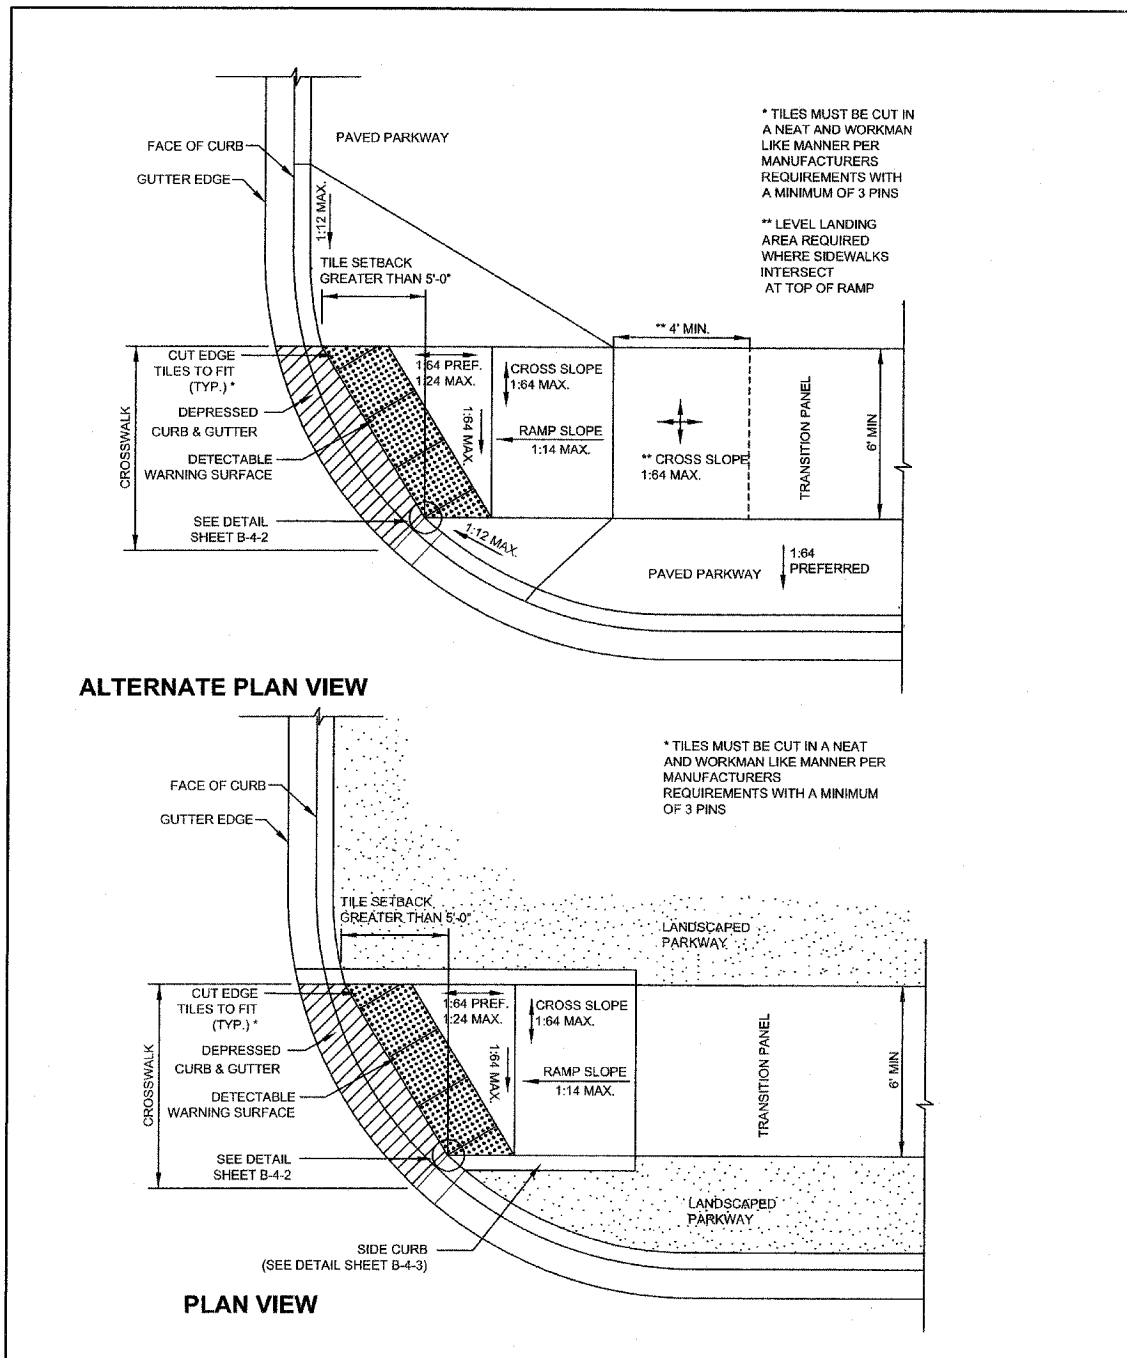 PAVED PARKWAY
FACE OF CURB
GUTTER EDGE
1:12 MAX.
TILE SETBACK
GREATER THAN 5'-0"
* TILES MUST BE CUT IN
A NEAT AND WORKMAN
LIKE MANNER PER
MANUFACTURERS
REQUIREMENTS WITH
A MINIMUM OF 3 PINS
** LEVEL LANDING
AREA REQUIRED
WHERE SIDEWALKS
INTERSECT
AT TOP OF RAMP
** 4' MIN.
CUT EDGE
TILES TO FIT
(TYP.) *
DEPRESSED
CURB & GUTTER
DETECTABLE
WARNING SURFACE
CROSSWALK
SEE DETAIL
SHEET B-4-2
1:64 PREF.
1:24 MAX.
1:64 MAX.
CROSS SLOPE
1:64 MAX.
RAMP SLOPE
1:14 MAX.
** CROSS SLOPE
1:64 MAX.
TRANSITION PANEL
6' MIN
1:12 MAX.
PAVED PARKWAY
1:64
PREFERRED
ALTERNATE PLAN VIEW
* TILES MUST BE CUT IN A NEAT
AND WORKMAN LIKE MANNER PER
MANUFACTURERS
REQUIREMENTS WITH A MINIMUM
OF 3 PINS
FACE OF CURB
GUTTER EDGE
TILE SETBACK
GREATER THAN 5'-0"
LANDSCAPED
PARKWAY
CUT EDGE
TILES TO FIT
(TYP.) *
DEPRESSED
CURB & GUTTER
DETECTABLE
WARNING SURFACE
CROSSWALK
SEE DETAIL
SHEET B-4-2
1:64 PREF.
1:24 MAX.
1:64 MAX.
CROSS SLOPE
1:64 MAX.
RAMP SLOPE
1:14 MAX.
TRANSITION PANEL
6' MIN
LANDSCAPED
PARKWAY
SIDE CURB
(SEE DETAIL SHEET B-4-3)
PLAN VIEW